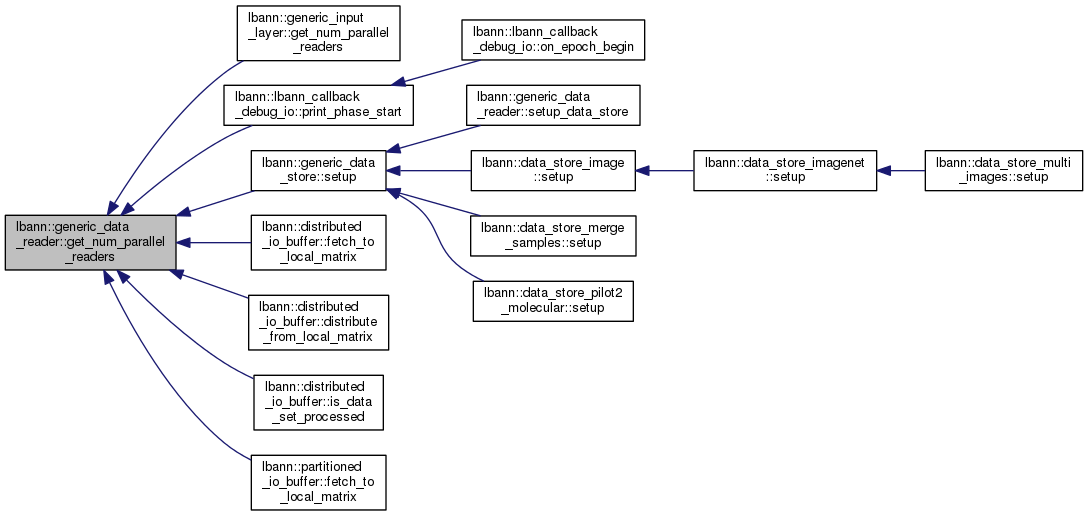 lbann::generic_input
_layer::get_num_parallel
_readers
lbann::lbann_callback
_debug_io::on_epoch_begin
lbann::lbann_callback
_debug_io::print_phase_start
lbann::generic_data
_reader::setup_data_store
lbann::generic_data
_store::setup
lbann::data_store_image
::setup
lbann::data_store_imagenet
::setup
lbann::data_store_multi
_images::setup
lbann::generic_data
_reader::get_num_parallel
_readers
lbann::distributed
_io_buffer::fetch_to
_local_matrix
lbann::data_store_merge
_samples::setup
lbann::data_store_pilot2
_molecular::setup
lbann::distributed
_io_buffer::distribute
_from_local_matrix
lbann::distributed
_io_buffer::is_data
_set_processed
lbann::partitioned
_io_buffer::fetch_to
_local_matrix